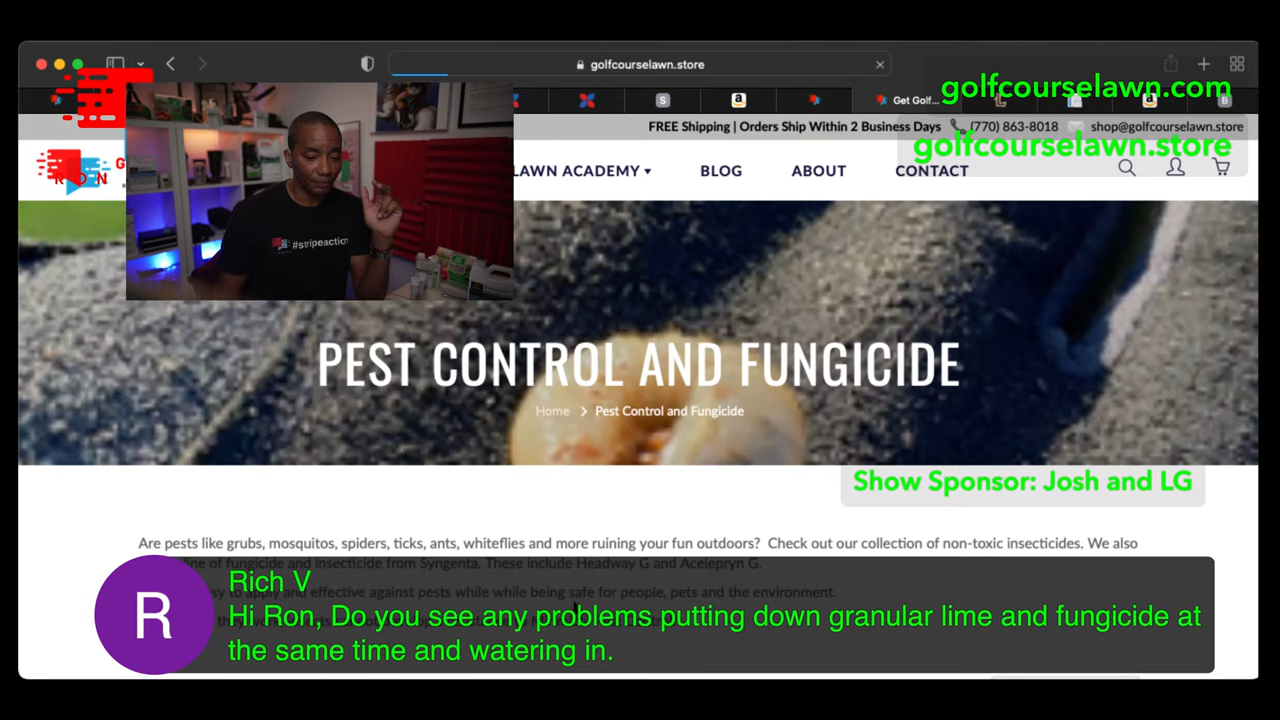 golfcourselawn.store
Get Golf...
golfcourselawn.com
FREE Shipping | Orders Ship Within 2 Business Days (770) 863-8018 shop@golfcourselawn.store
golfcourselawn.store
RON
LAWN ACADEMY BLOG ABOUT CONTACT
#stripeaction
PEST CONTROL AND FUNGICIDE
Home > Pest Control and Fungicide
Show Sponsor: Josh and LG
Are pests like grubs, mosquitos, spiders, ticks, ants, whiteflies and more ruining your fun outdoors? Check out our collection of non-toxic insecticides. We also
line of fungicide and insecticide from Syngenta. These include Headway G and Acelepryn G.
to apply and effective against pests while while being safe for people, pets and the environment.
R
Rich V
Hi Ron, Do you see any problems putting down granular lime and fungicide at
the same time and watering in.